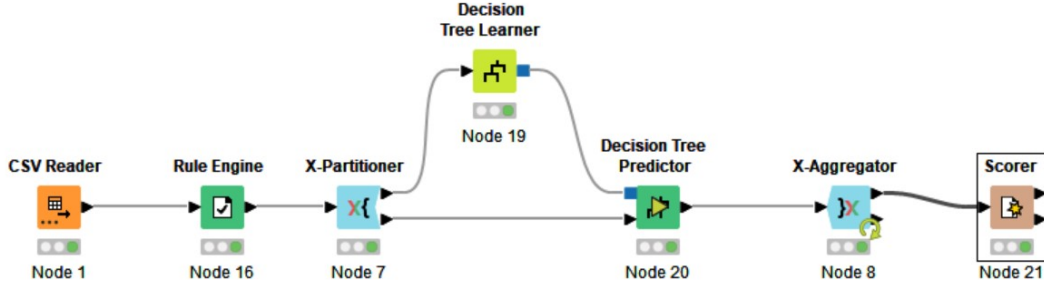 Decision
Tree Learner
Node 19
CSV Reader
Node 1
Rule Engine
Node 16
X-Partitioner
X{
Node 7
Decision Tree
Predictor
Node 20
X-Aggregator
}X
Node 8
Scorer
Node 21